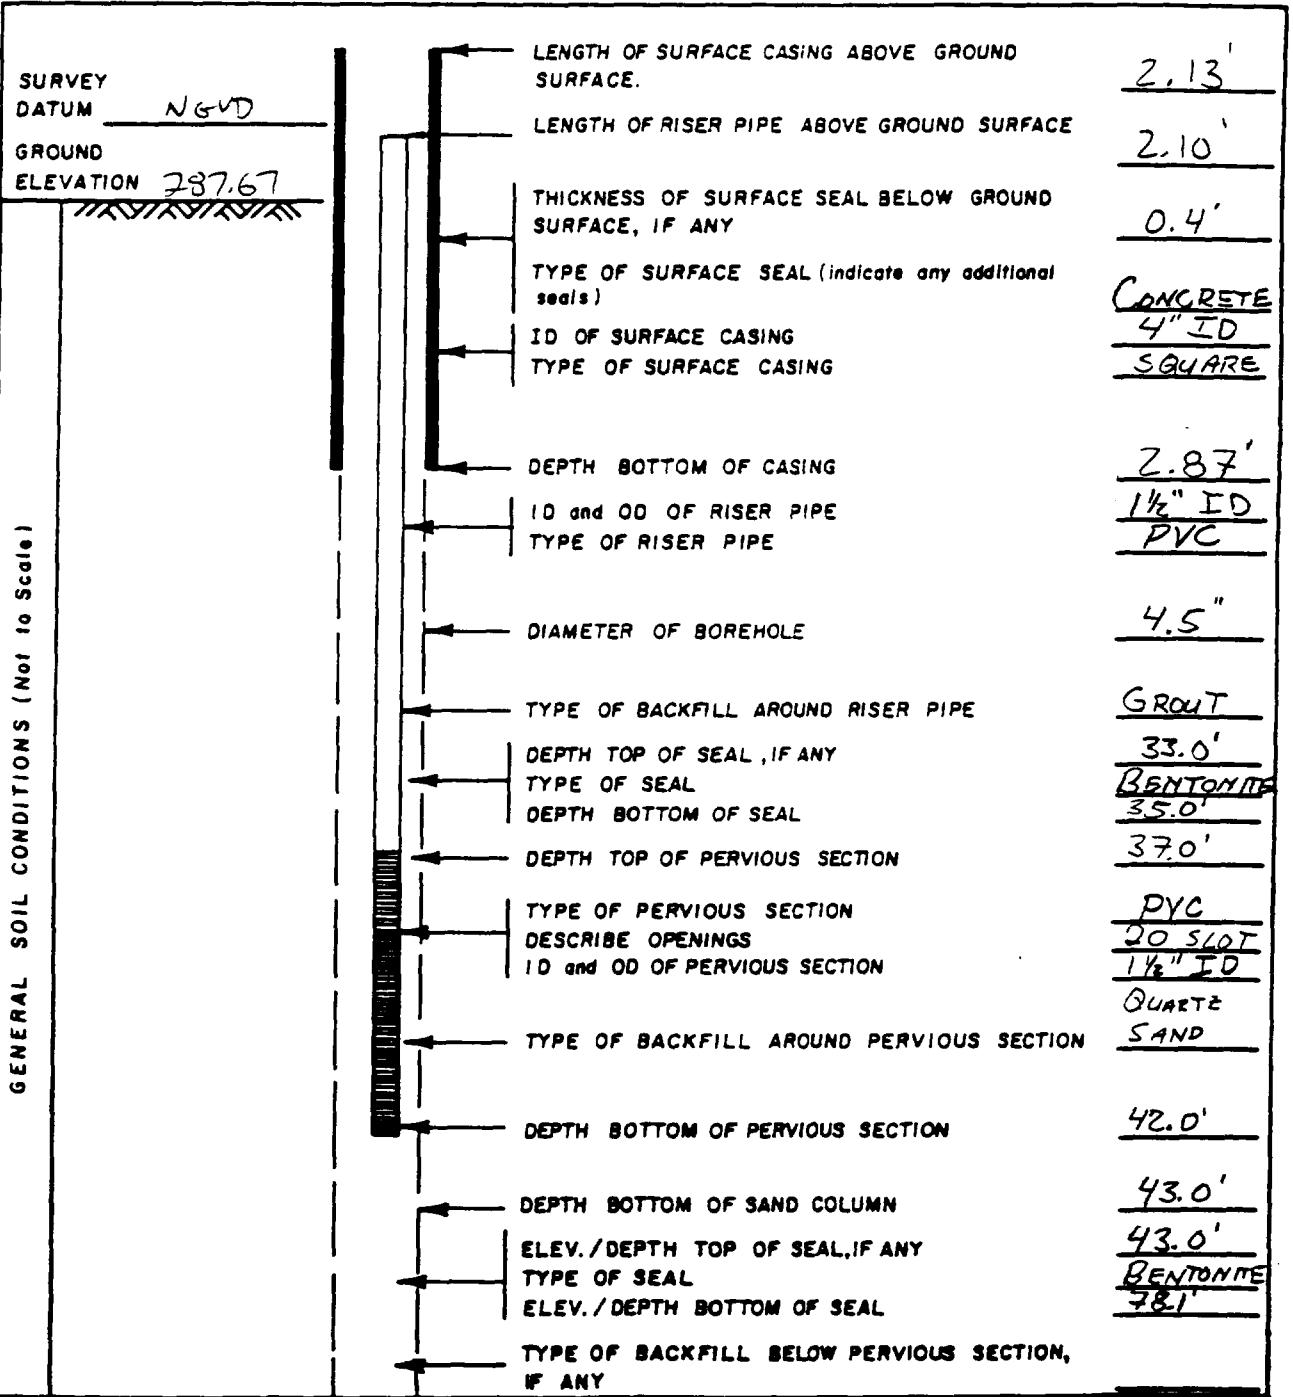 SURVEY
DATUM NGVD
GROUND
ELEVATION 287.67
GENERAL SOIL CONDITIONS (Not to Scale)
LENGTH OF SURFACE CASING ABOVE GROUND
SURFACE. 2.13'
LENGTH OF RISER PIPE ABOVE GROUND SURFACE 2.10'
THICKNESS OF SURFACE SEAL BELOW GROUND
SURFACE, IF ANY 0.4'
TYPE OF SURFACE SEAL (indicate any additional
seals) CONCRETE
ID OF SURFACE CASING 4" ID
TYPE OF SURFACE CASING SQUARE
DEPTH BOTTOM OF CASING 2.87'
ID and OD OF RISER PIPE 1½" ID
TYPE OF RISER PIPE PVC
DIAMETER OF BOREHOLE 4.5"
TYPE OF BACKFILL AROUND RISER PIPE GROUT
DEPTH TOP OF SEAL, IF ANY 33.0'
TYPE OF SEAL BENTONITE
DEPTH BOTTOM OF SEAL 35.0'
DEPTH TOP OF PERVIOUS SECTION 37.0'
TYPE OF PERVIOUS SECTION PVC
DESCRIBE OPENINGS 20 SLOT
ID and OD OF PERVIOUS SECTION 1½" ID
QUARTZ
TYPE OF BACKFILL AROUND PERVIOUS SECTION SAND
DEPTH BOTTOM OF PERVIOUS SECTION 42.0'
DEPTH BOTTOM OF SAND COLUMN 43.0'
ELEV./DEPTH TOP OF SEAL, IF ANY 43.0'
TYPE OF SEAL BENTONITE
ELEV./DEPTH BOTTOM OF SEAL 78.1'
TYPE OF BACKFILL BELOW PERVIOUS SECTION,
IF ANY